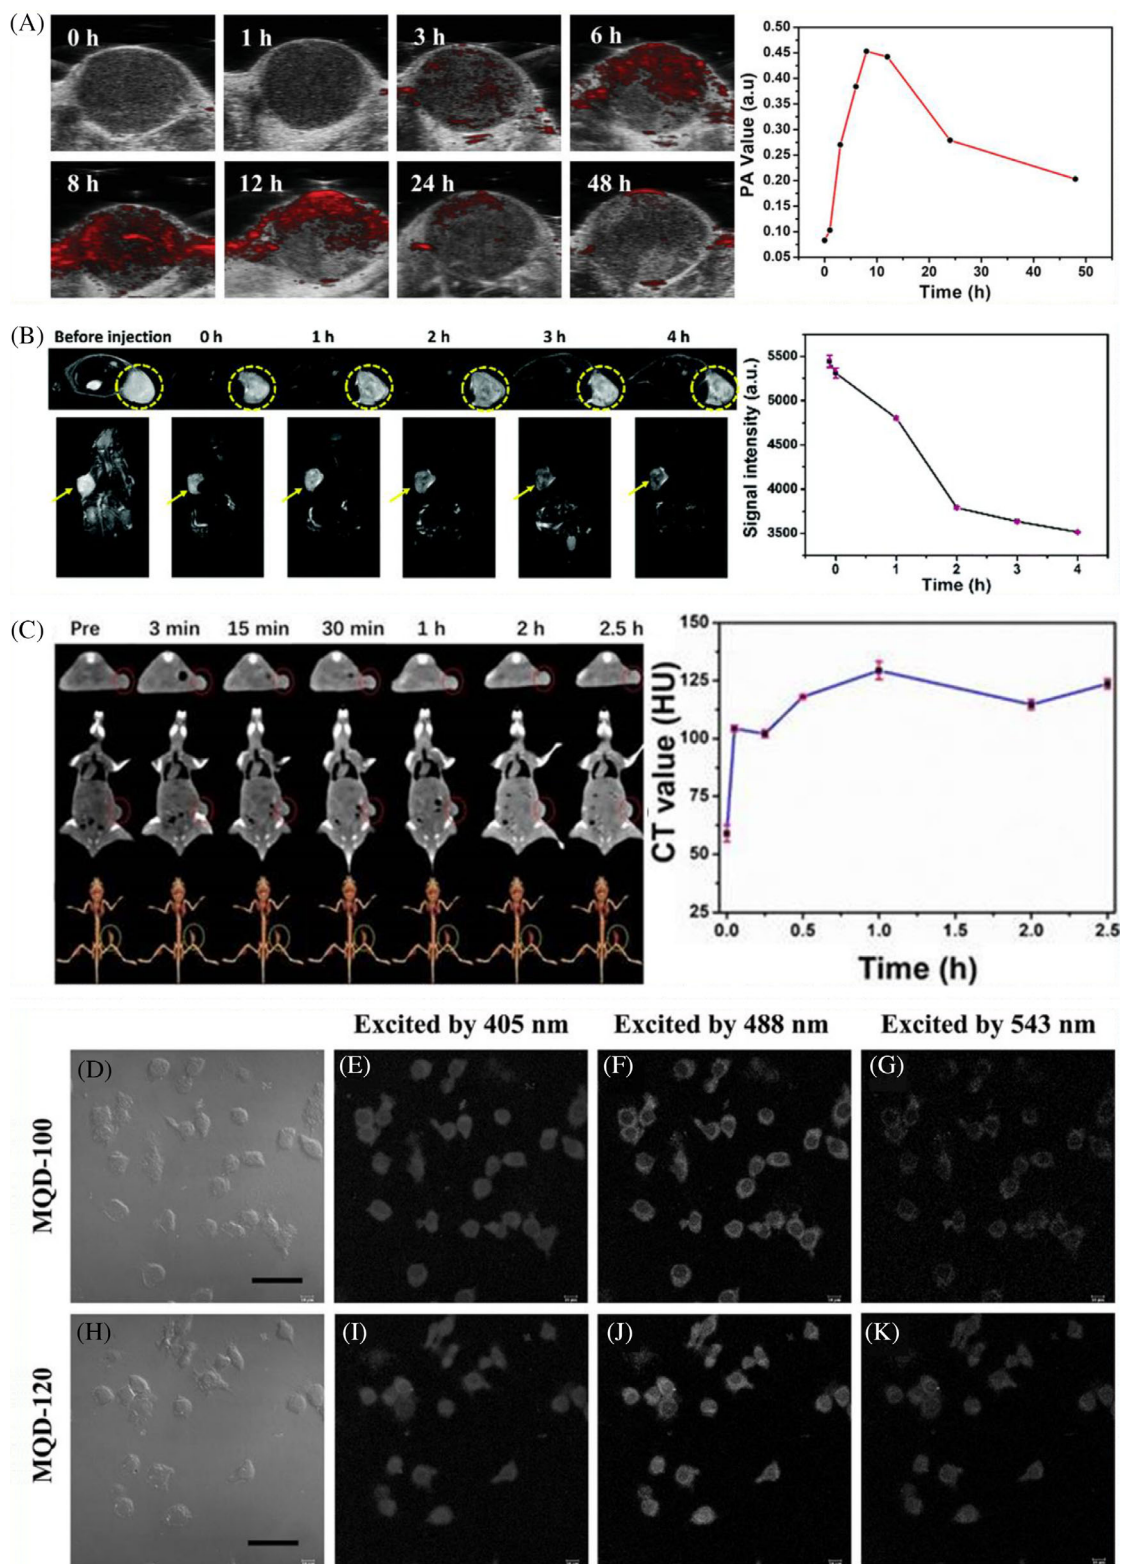 (A)
0 h 1 h 3 h 6 h
8 h 12 h 24 h 48 h
PA Value (a.u)
0.50
0.45
0.40
0.35
0.30
0.25
0.20
0.15
0.10
0.05
0 10 20 30 40 50
Time (h)
(B)
Before injection 0 h 1 h 2 h 3 h 4 h
Signal intensity (a.u.)
5500
5000
4500
4000
3500
0 1 2 3 4
Time (h)
(C)
Pre 3 min 15 min 30 min 1 h 2 h 2.5 h
CT value (HU)
150
125
100
75
50
25
0.0 0.5 1.0 1.5 2.0 2.5
Time (h)
Excited by 405 nm Excited by 488 nm Excited by 543 nm
MQD-100
(D) (E) (F) (G)
MQD-120
(H) (I) (J) (K)